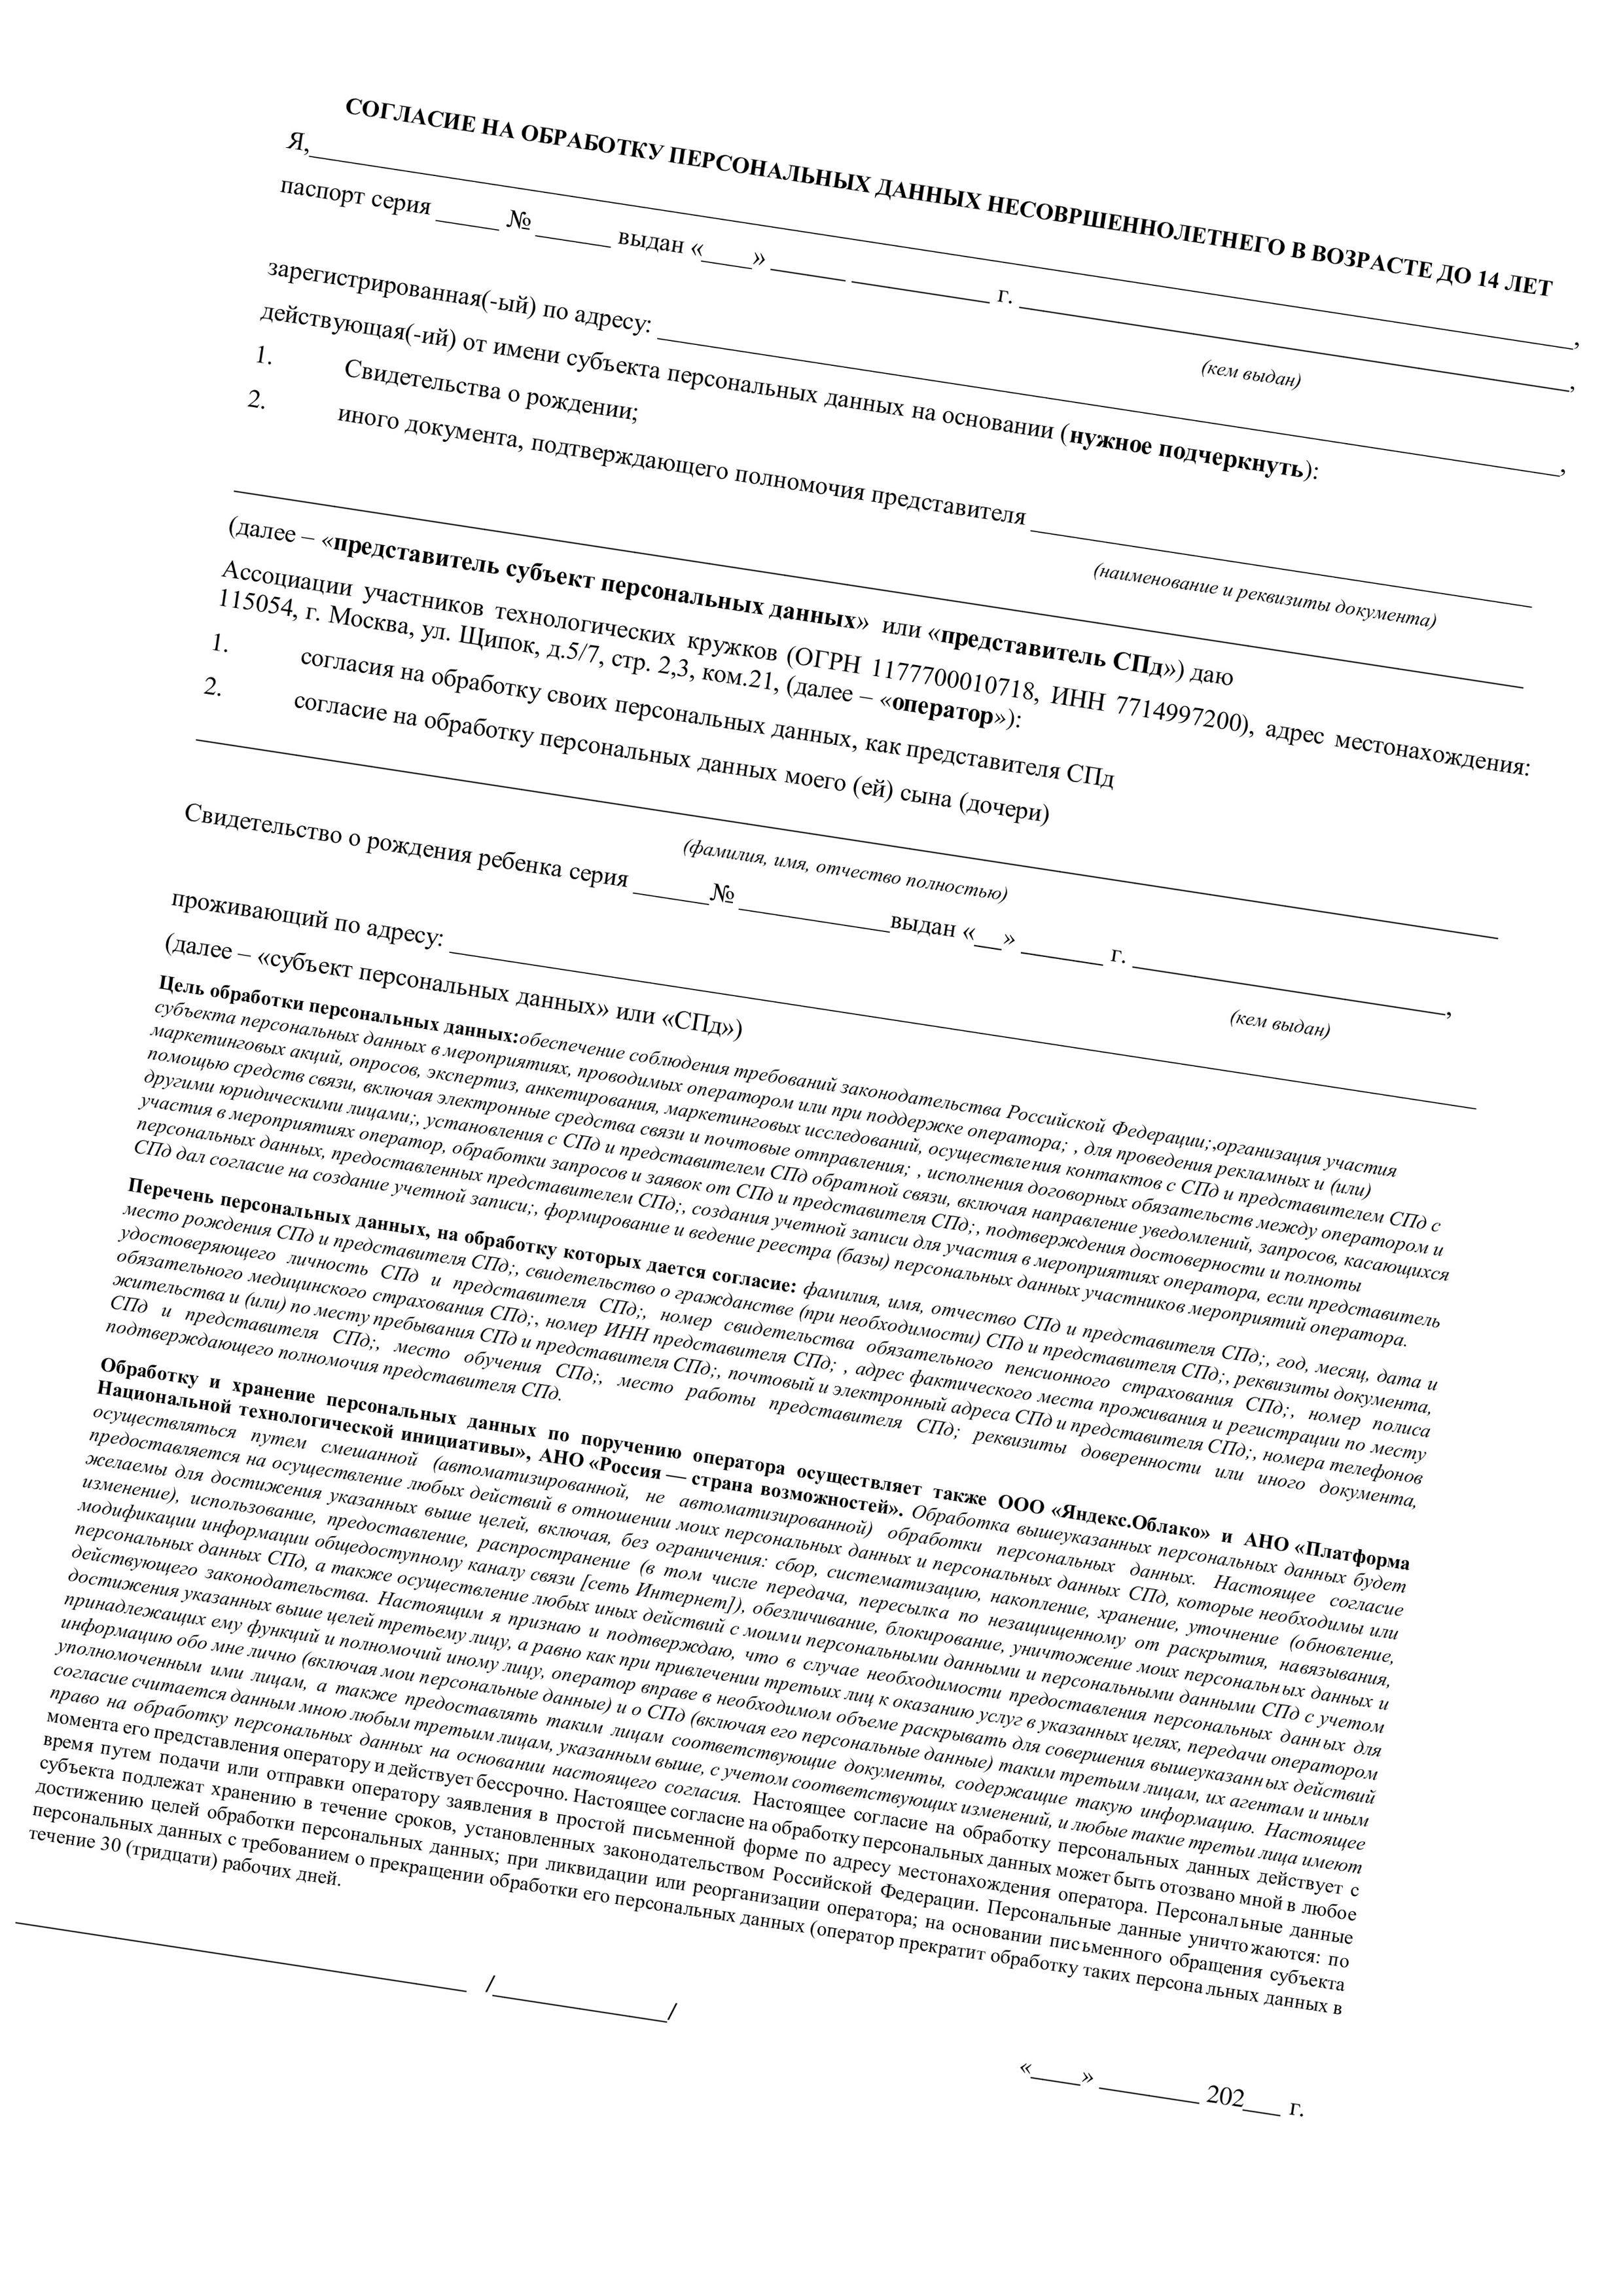 СОГЛАСИЕ НА ОБРАБОТКУ ПЕРСОНАЛЬНЫХ ДАННЫХ НЕСОВРШЕННОЛЕТНЕГО В ВОЗРАСТЕ ДО 14 ЛЕТ
Я,____________________________________________________________________________________________________,
паспорт серия _____ № ______ выдан «____» ______ ___________ г. ____________________________________________,
(кем выдан)
зарегистрированная(-ый) по адресу: ________________________________________________________________________,
действующая(-ий) от имени субъекта персональных данных на основании (нужное подчеркнуть):
1. Свидетельства о рождении;
2. иного документа, подтверждающего полномочия представителя ________________________________________
(наименование и реквизиты документа)
_______________________________________________________________________________________________________
(далее – «представитель субъект персональных данных» или «представитель СПд») даю
Ассоциации участников технологических кружков (ОГРН 1177700010718, ИНН 7714997200), адрес местонахождения:
115054, г. Москва, ул. Щипок, д.5/7, стр. 2,3, ком.21, (далее – «оператор»):
1. согласия на обработку своих персональных данных, как представителя СПд
2. согласие на обработку персональных данных моего (ей) сына (дочери)
_______________________________________________________________________________________________________
(фамилия, имя, отчество полностью)
Свидетельство о рождения ребенка серия ______№ ____________выдан «__» _______ г. _________________________,
(кем выдан)
проживающий по адресу: __________________________________________________________________________________
(далее – «субъект персональных данных» или «СПд»)
Цель обработки персональных данных:обеспечение соблюдения требований законодательства Российской Федерации;,организация участия
субъекта персональных данных в мероприятиях, проводимых оператором или при поддержке оператора; , для проведения рекламных и (или)
маркетинговых акций, опросов, экспертиз, анкетирования, маркетинговых исследований, осуществления контактов с СПд и представителем СПд с
помощью средств связи, включая электронные средства связи и почтовые отправления; , исполнения договорных обязательств между оператором и
другими юридическими лицами;, установления с СПд и представителем СПд обратной связи, включая направление уведомлений, запросов, касающихся
участия в мероприятиях оператор, обработки запросов и заявок от СПд и представителя СПд;, подтверждения достоверности и полноты
персональных данных, предоставленных представителем СПд;, создания учетной записи для участия в мероприятиях оператора, если представитель
СПд дал согласие на создание учетной записи;, формирование и ведение реестра (базы) персональных данных участников мероприятий оператора.
Перечень персональных данных, на обработку которых дается согласие: фамилия, имя, отчество СПд и представителя СПд;, год, месяц, дата и
место рождения СПд и представителя СПд;, свидетельство о гражданстве (при необходимости) СПд и представителя СПд;, реквизиты документа,
удостоверяющего личность СПд и представителя СПд;, номер свидетельства обязательного пенсионного страхования СПд;, номер полиса
обязательного медицинского страхования СПд;, номер ИНН представителя СПд; , адрес фактического места проживания и регистрации по месту
жительства и (или) по месту пребывания СПд и представителя СПд;, почтовый и электронный адреса СПд и представителя СПд;, номера телефонов
СПд и представителя СПд;, место обучения СПд;, место работы представителя СПд; реквизиты доверенности или иного документа,
подтверждающего полномочия представителя СПд.
Обработку и хранение персональных данных по поручению оператора осуществляет также ООО «Яндекс.Облако» и АНО «Платформа
Национальной технологической инициативы», АНО «Россия — страна возможностей». Обработка вышеуказанных персональных данных будет
осуществляться путем смешанной (автоматизированной, не автоматизированной) обработки персональных данных. Настоящее согласие
предоставляется на осуществление любых действий в отношении моих персональных данных и персональных данных СПд, которые необходимы или
желаемы для достижения указанных выше целей, включая, без ограничения: сбор, систематизацию, накопление, хранение, уточнение (обновление,
изменение), использование, предоставление, распространение (в том числе передача, пересылка по незащищенному от раскрытия, навязывания,
модификации информации общедоступному каналу связи [сеть Интернет]), обезличивание, блокирование, уничтожение моих персональных данных и
персональных данных СПд, а также осуществление любых иных действий с моими персональными данными и персональными данными СПд с учетом
действующего законодательства. Настоящим я признаю и подтверждаю, что в случае необходимости предоставления персональных данных для
достижения указанных выше целей третьему лицу, а равно как при привлечении третьих лиц к оказанию услуг в указанных целях, передачи оператором
принадлежащих ему функций и полномочий иному лицу, оператор вправе в необходимом объеме раскрывать для совершения вышеуказанных действий
информацию обо мне лично (включая мои персональные данные) и о СПд (включая его персональные данные) таким третьим лицам, их агентам и иным
уполномоченным ими лицам, а также предоставлять таким лицам соответствующие документы, содержащие такую информацию. Настоящее
согласие считается данным мною любым третьим лицам, указанным выше, с учетом соответствующих изменений, и любые такие третьи лица имеют
право на обработку персональных данных на основании настоящего согласия. Настоящее согласие на обработку персональных данных действует с
момента его представления оператору и действует бессрочно. Настоящее согласие на обработку персональных данных может быть отозвано мной в любое
время путем подачи или отправки оператору заявления в простой письменной форме по адресу местонахождения оператора. Персональные данные
субъекта подлежат хранению в течение сроков, установленных законодательством Российской Федерации. Персональные данные уничтожаются: по
достижению целей обработки персональных данных; при ликвидации или реорганизации оператора; на основании письменного обращения субъекта
персональных данных с требованием о прекращении обработки его персональных данных (оператор прекратит обработку таких персональных данных в
течение 30 (тридцати) рабочих дней.
____________________________________ /______________/
«____» ________ 202___ г.